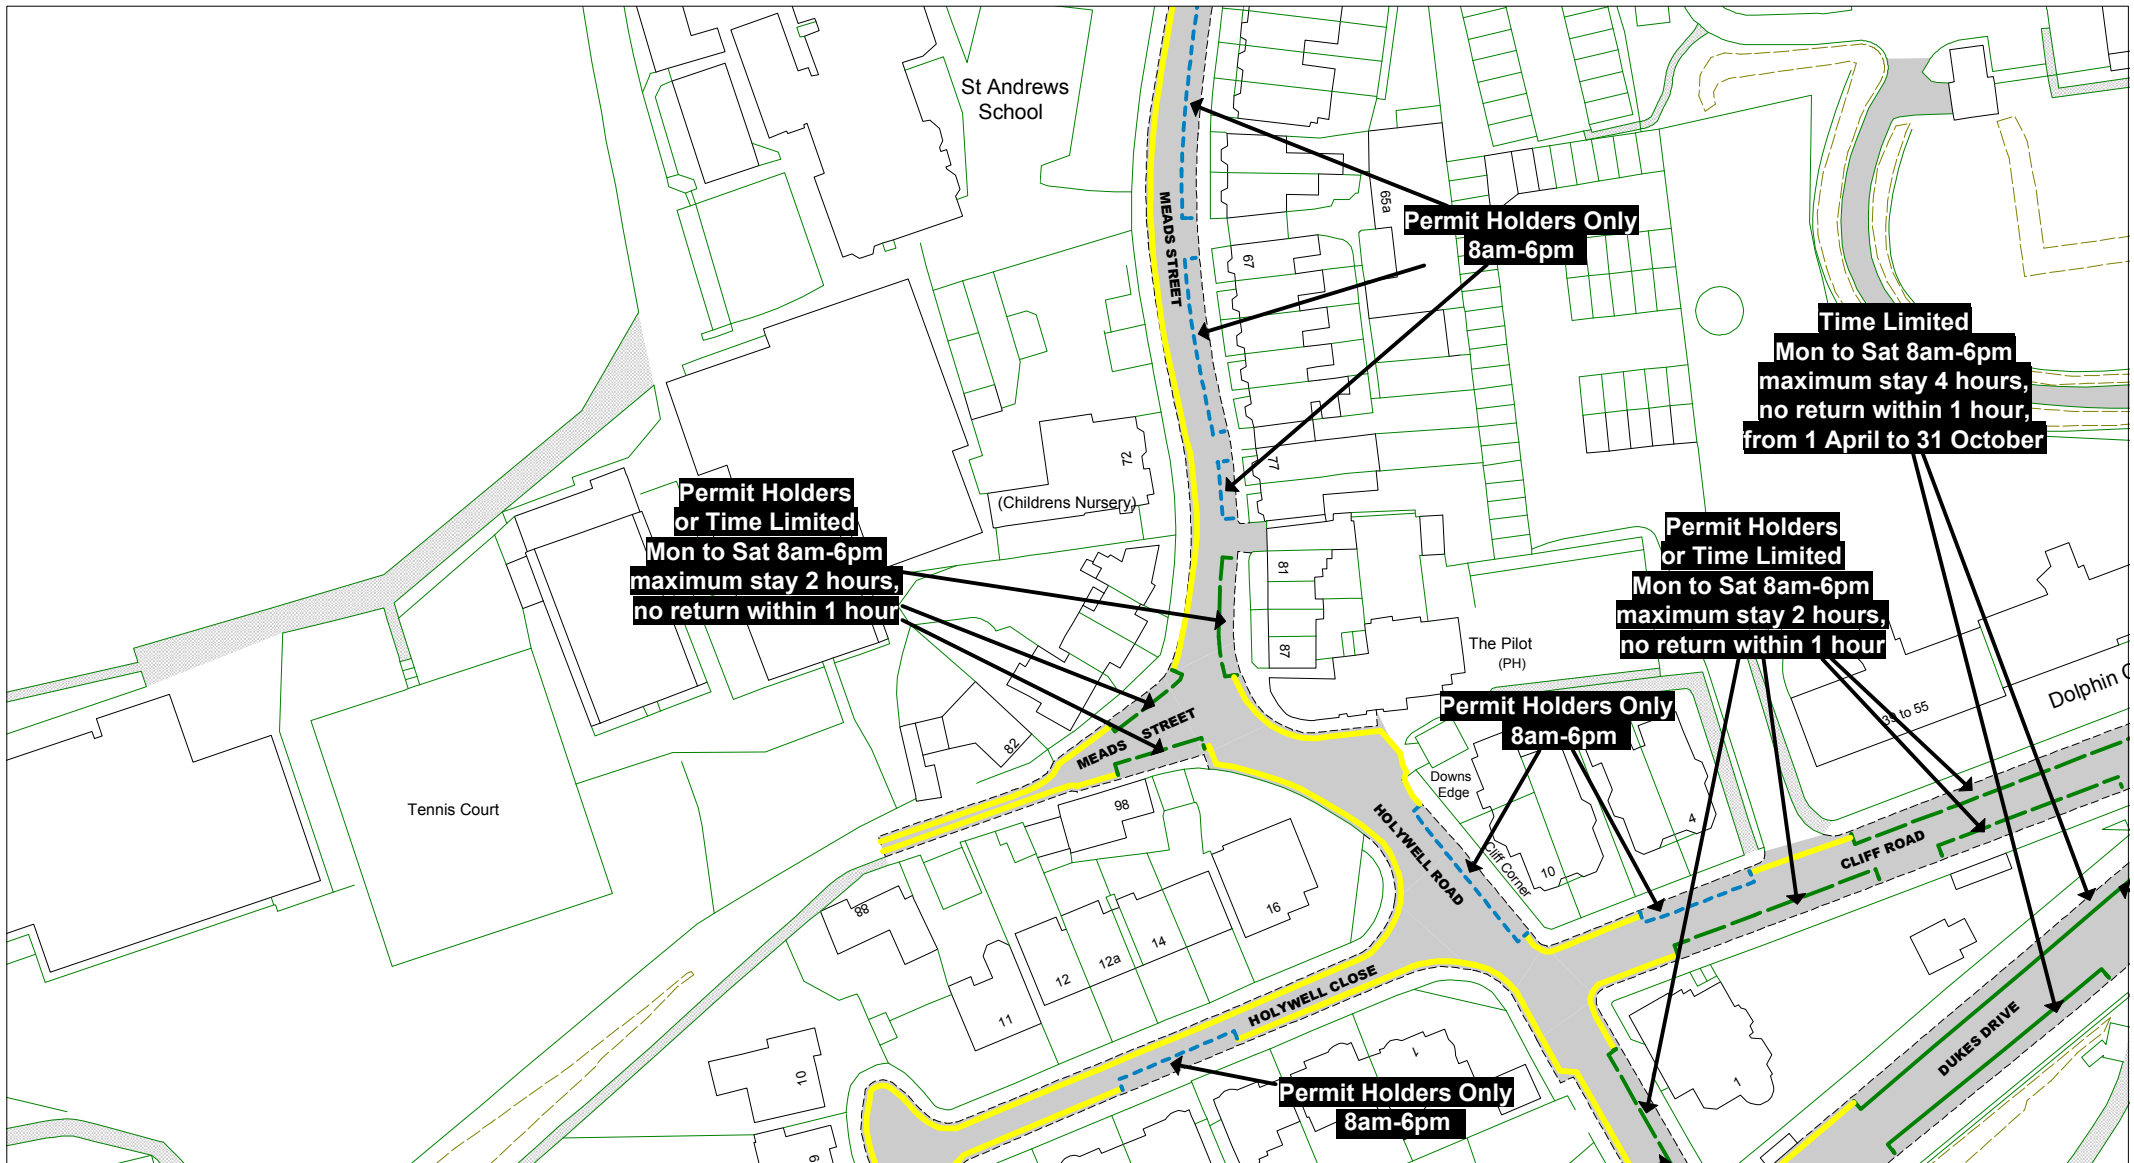 St Andrews
School
MEADS STREET
65a
Permit Holders Only
8am-6pm
67
Time Limited
Mon to Sat 8am-6pm
maximum stay 4 hours,
no return within 1 hour,
from 1 April to 31 October
77
72
(Childrens Nursery)
Permit Holders
or Time Limited
Mon to Sat 8am-6pm
maximum stay 2 hours,
no return within 1 hour
Permit Holders
or Time Limited
Mon to Sat 8am-6pm
maximum stay 2 hours,
no return within 1 hour
81
87
The Pilot
(PH)
Dolphin C
39 to 55
Permit Holders Only
8am-6pm
MEADS STREET
82
Downs
Edge
Tennis Court
98
HOLYWELL ROAD
4
CLIFF ROAD
Cliff Corner
10
88
16
14
12a
12
11
HOLYWELL CLOSE
DUKES DRIVE
1
1
10
Permit Holders Only
8am-6pm
9